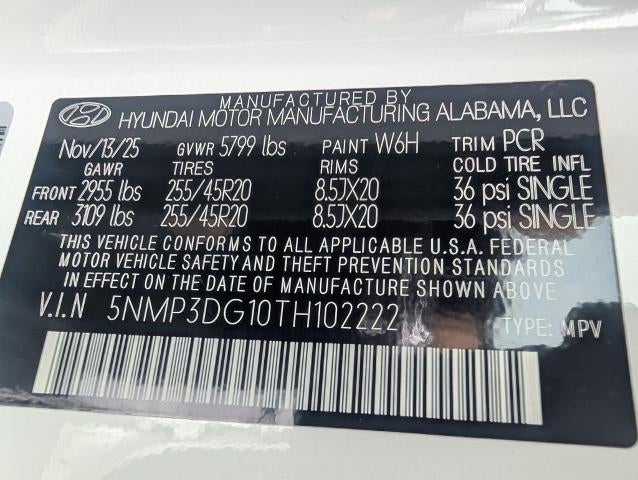 MANUFACTURED BY
HYUNDAI MOTOR MANUFACTURING ALABAMA, LLC
Nov/13/25 GVWR 5799 lbs PAINT W6H TRIM PCR
GAWR TIRES RIMS COLD TIRE INFL
FRONT 2955 lbs 255/45R20 8.5JX20 36 psi SINGLE
REAR 3109 lbs 255/45R20 8.5JX20 36 psi SINGLE
THIS VEHICLE CONFORMS TO ALL APPLICABLE U.S.A. FEDERAL
MOTOR VEHICLE SAFETY AND THEFT PREVENTION STANDARDS
IN EFFECT ON THE DATE OF MANUFACTURE SHOWN ABOVE.
V.I.N 5NMP3DG10TH102222 TYPE: MPV